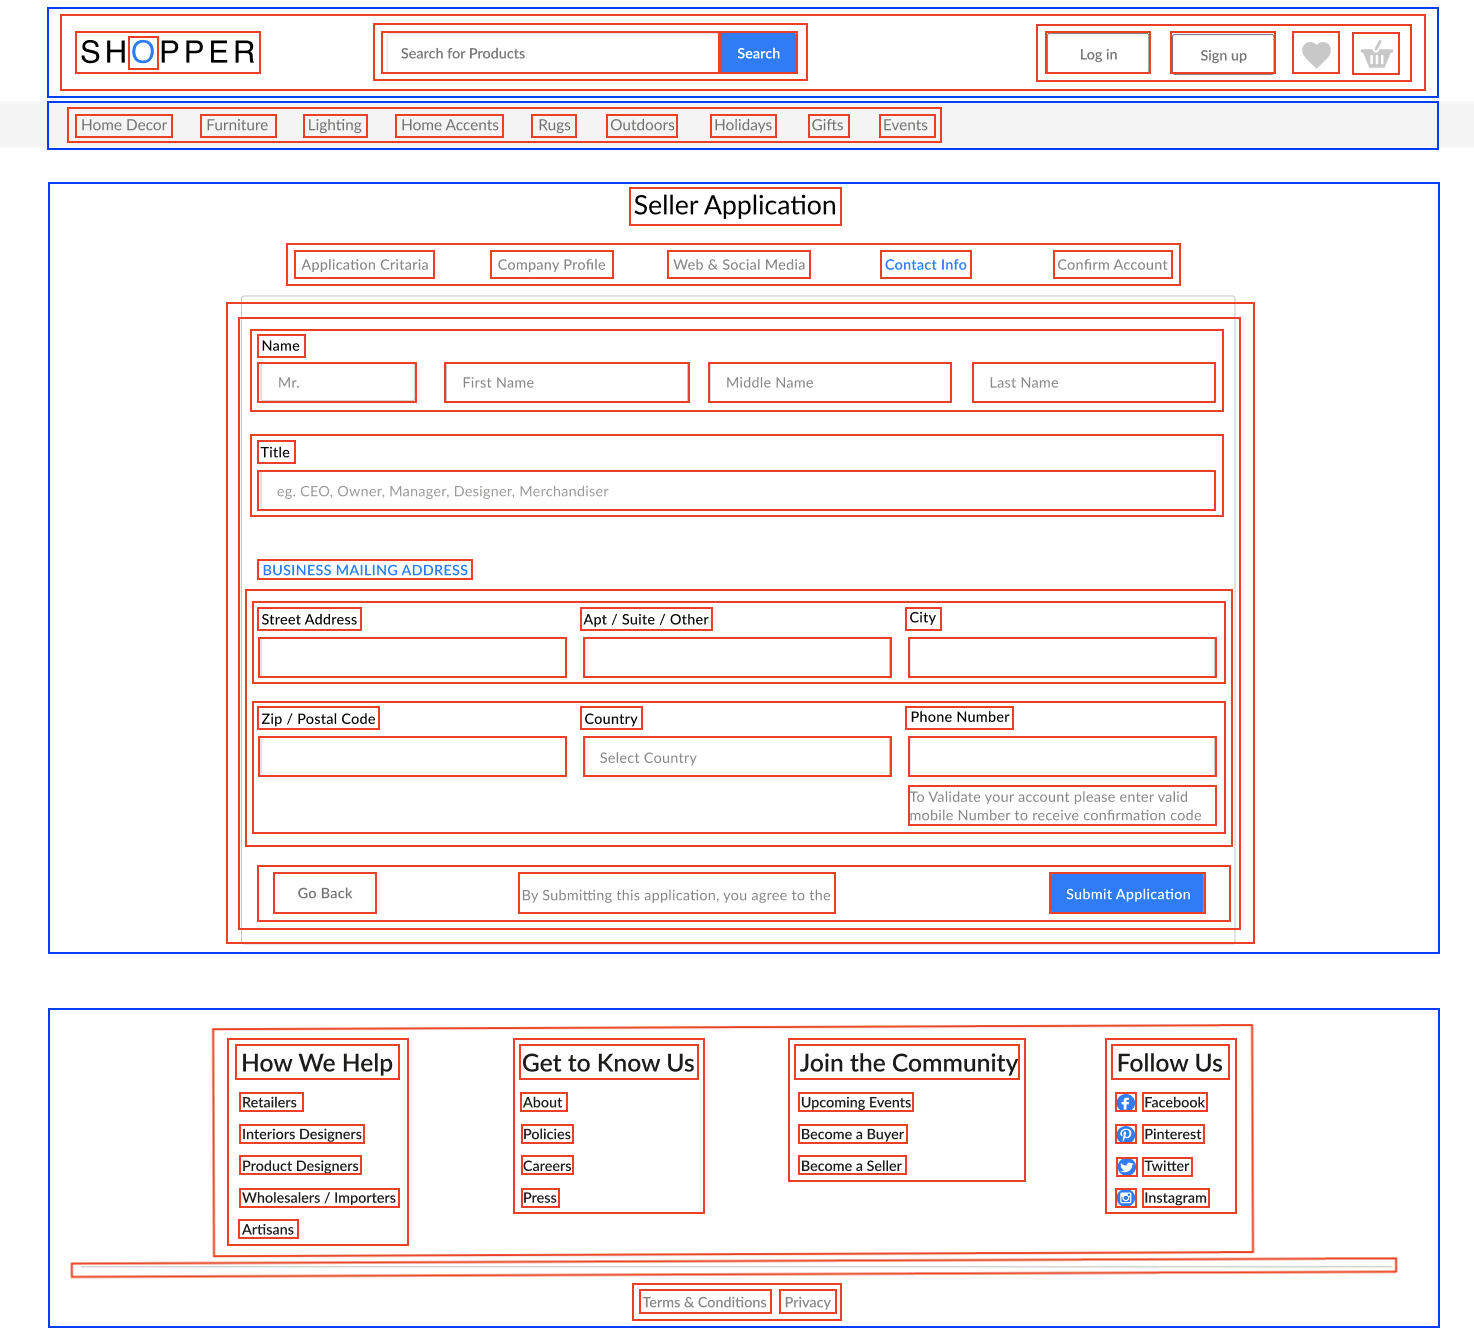 SHOPPER
Search for Products
Search
Log in
Sign up
Home Decor Furniture Lighting Home Accents Rugs Outdoors Holidays Gifts Events
Seller Application
Application Critaria Company Profile Web & Social Media Contact Info Confirm Account
Name
Mr. First Name Middle Name Last Name
Title
eg. CEO, Owner, Manager, Designer, Merchandiser
BUSINESS MAILING ADDRESS
Street Address Apt / Suite / Other City
Zip / Postal Code Country Phone Number
Select Country
To Validate your account please enter valid
mobile Number to receive confirmation code
Go Back By Submitting this application, you agree to the Submit Application
How We Help
Retailers
Interiors Designers
Product Designers
Wholesalers / Importers
Artisans
Get to Know Us
About
Policies
Careers
Press
Join the Community
Upcoming Events
Become a Buyer
Become a Seller
Follow Us
Facebook
Pinterest
Twitter
Instagram
Terms & Conditions Privacy